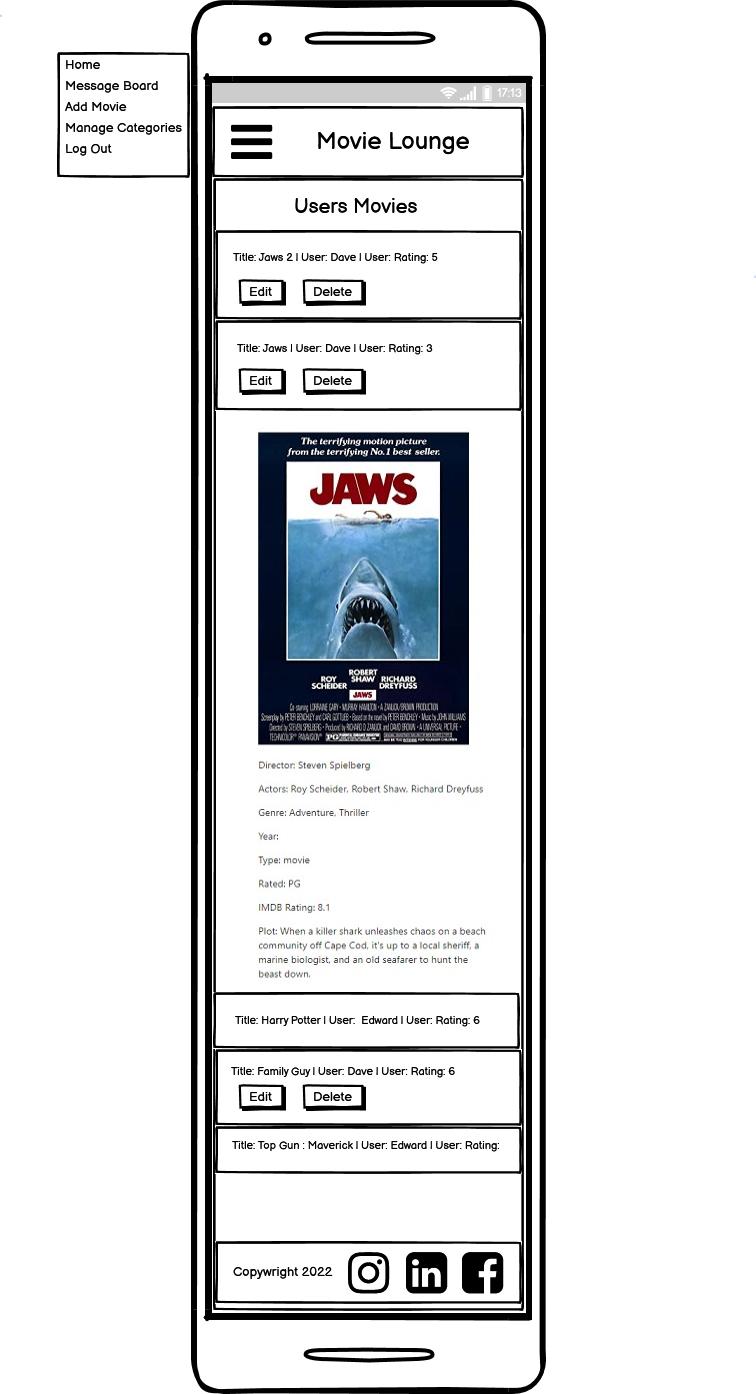 Home
Message Board
Add Movie
Manage Categories
Log Out
17:13
Movie Lounge
Users Movies
Title: Jaws 2 | User: Dave | User: Rating: 5
Edit Delete
Title: Jaws | User: Dave | User: Rating: 3
Edit Delete
The terrifying motion picture
from the terrifying No.1 best seller.
JAWS
ROY SCHEIDER
ROBERT SHAW
RICHARD DREYFUSS
JAWS
Co-starring LORRAINE GARY • MURRAY HAMILTON • A ZANUCK/BROWN PRODUCTION
Screenplay by PETER BENCHLEY and CARL GOTTLIEB • Based on the novel by PETER BENCHLEY • Music by JOHN WILLIAMS
Directed by STEVEN SPIELBERG • Produced by RICHARD D. ZANUCK and DAVID BROWN • A UNIVERSAL PICTURE •
TECHNICOLOR® PANAVISION® PG
Director: Steven Spielberg
Actors: Roy Scheider, Robert Shaw, Richard Dreyfuss
Genre: Adventure, Thriller
Year:
Type: movie
Rated: PG
IMDB Rating: 8.1
Plot: When a killer shark unleashes chaos on a beach
community off Cape Cod, it's up to a local sheriff, a
marine biologist, and an old seafarer to hunt the
beast down.
Title: Harry Potter | User: Edward | User: Rating: 6
Title: Family Guy | User: Dave | User: Rating: 6
Edit Delete
Title: Top Gun : Maverick | User: Edward | User: Rating:
Copywright 2022
in